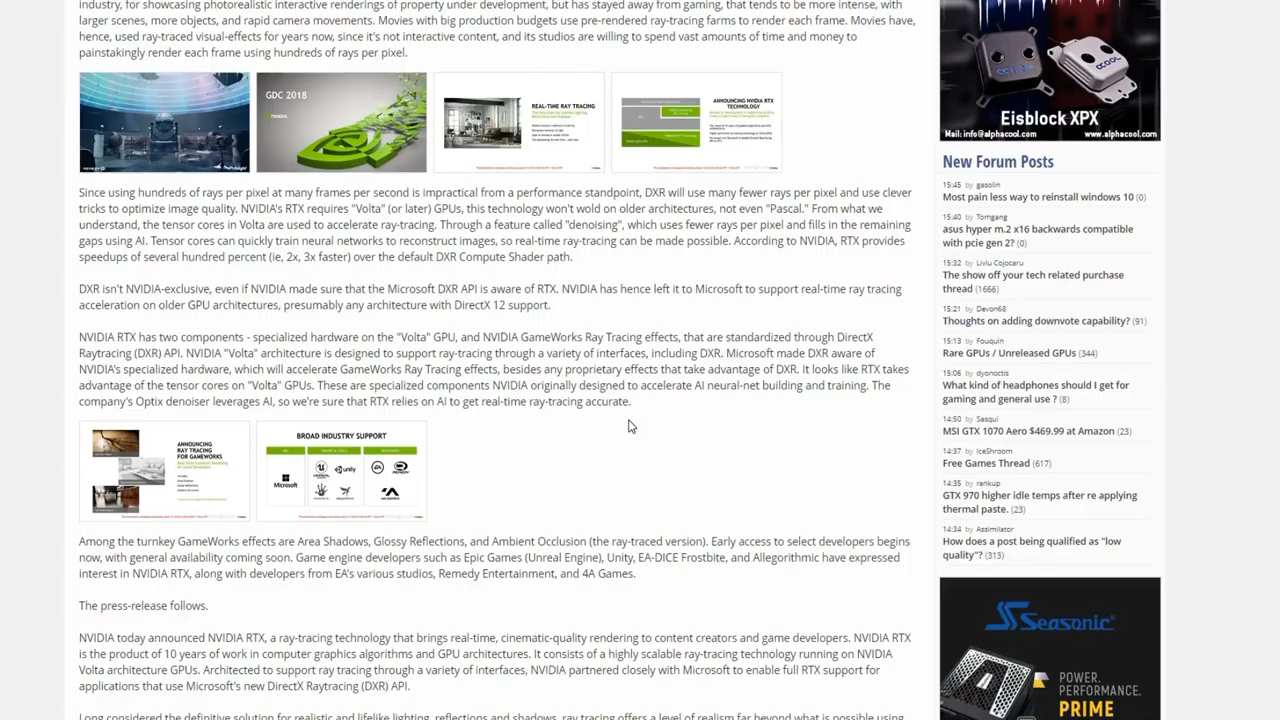 industry, for showcasing photorealistic interactive renderings of property under development, but has stayed away from gaming, that tends to be more intense, with
larger scenes, more objects, and rapid camera movements. Movies with big production budgets use pre-rendered ray-tracing farms to render each frame. Movies have,
hence, used ray-traced visual-effects for years now, since it's not interactive content, and its studios are willing to spend vast amounts of time and money to
painstakingly render each frame using hundreds of rays per pixel.
GDC 2018
REAL-TIME RAY TRACING
ANNOUNCING NVIDIA RTX
TECHNOLOGY
Since using hundreds of rays per pixel at many frames per second is impractical from a performance standpoint, DXR will use many fewer rays per pixel and use clever
tricks to optimize image quality. NVIDIA's RTX requires "Volta" (or later) GPUs, this technology won't wold on older architectures, not even "Pascal." From what we
understand, the tensor cores in Volta are used to accelerate ray-tracing. Through a feature called "denoising", which uses fewer rays per pixel and fills in the remaining
gaps using AI. Tensor cores can quickly train neural networks to reconstruct images, so real-time ray-tracing can be made possible. According to NVIDIA, RTX provides
speedups of several hundred percent (ie, 2x, 3x faster) over the default DXR Compute Shader path.
DXR isn't NVIDIA-exclusive, even if NVIDIA made sure that the Microsoft DXR API is aware of RTX. NVIDIA has hence left it to Microsoft to support real-time ray tracing
acceleration on older GPU architectures, presumably any architecture with DirectX 12 support.
NVIDIA RTX has two components - specialized hardware on the "Volta" GPU, and NVIDIA GameWorks Ray Tracing effects, that are standardized through DirectX
Raytracing (DXR) API. NVIDIA "Volta" architecture is designed to support ray-tracing through a variety of interfaces, including DXR. Microsoft made DXR aware of
NVIDIA's specialized hardware, which will accelerate GameWorks Ray Tracing effects, besides any proprietary effects that take advantage of DXR. It looks like RTX takes
advantage of the tensor cores on "Volta" GPUs. These are specialized components NVIDIA originally designed to accelerate AI neural-net building and training. The
company's Optix denoiser leverages AI, so we're sure that RTX relies on AI to get real-time ray-tracing accurate.
ANNOUNCING
RAY TRACING
FOR GAMEWORKS
BROAD INDUSTRY SUPPORT
Microsoft
unity
EA
Among the turnkey GameWorks effects are Area Shadows, Glossy Reflections, and Ambient Occlusion (the ray-traced version). Early access to select developers begins
now, with general availability coming soon. Game engine developers such as Epic Games (Unreal Engine), Unity, EA-DICE Frostbite, and Allegorithmic have expressed
interest in NVIDIA RTX, along with developers from EA's various studios, Remedy Entertainment, and 4A Games.
The press-release follows.
NVIDIA today announced NVIDIA RTX, a ray-tracing technology that brings real-time, cinematic-quality rendering to content creators and game developers. NVIDIA RTX
is the product of 10 years of work in computer graphics algorithms and GPU architectures. It consists of a highly scalable ray-tracing technology running on NVIDIA
Volta architecture GPUs. Architected to support ray tracing through a variety of interfaces, NVIDIA partnered closely with Microsoft to enable full RTX support for
applications that use Microsoft's new DirectX Raytracing (DXR) API.
Long considered the definitive solution for realistic and lifelike lighting, reflections and shadows, ray tracing offers a level of realism far beyond what is possible using
Eisblock XPX
Mail: info@alphacool.com www.alphacool.com
New Forum Posts
15:45 by gasolin
Most pain less way to reinstall windows 10 (0)
15:40 by Tomgang
asus hyper m.2 x16 backwards compatible
with pcie gen 2? (0)
15:32 by Liviu Cojocaru
The show off your tech related purchase
thread (1666)
15:21 by Devon68
Thoughts on adding downvote capability? (91)
15:13 by Fouquin
Rare GPUs / Unreleased GPUs (344)
15:06 by dyonoctis
What kind of headphones should I get for
gaming and general use ? (8)
14:50 by Sasqui
MSI GTX 1070 Aero $469.99 at Amazon (23)
14:37 by IceShroom
Free Games Thread (617)
14:35 by rankup
GTX 970 higher idle temps after re applying
thermal paste. (23)
14:34 by Assimilator
How does a post being qualified as "low
quality"? (313)
Seasonic
POWER.
PERFORMANCE.
PRIME